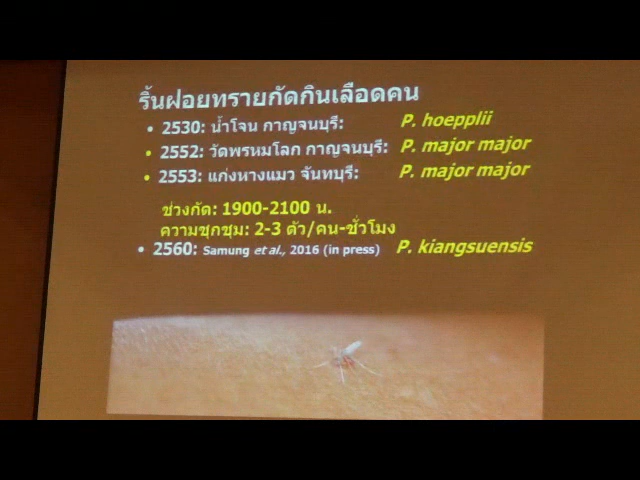 ริ้นฝอยทรายกัดกินเลือดคน
• 2530: น้ำโจน กาญจนบุรี: P. hoepplii
• 2552: วัดพรหมโลก กาญจนบุรี: P. major major
• 2553: แก่งหางแมว จันทบุรี: P. major major
ช่วงกัด: 1900-2100 น.
ความชุกชุม: 2-3 ตัว/คน-ชั่วโมง
• 2560: Samung et al., 2016 (in press) P. kiangsuensis